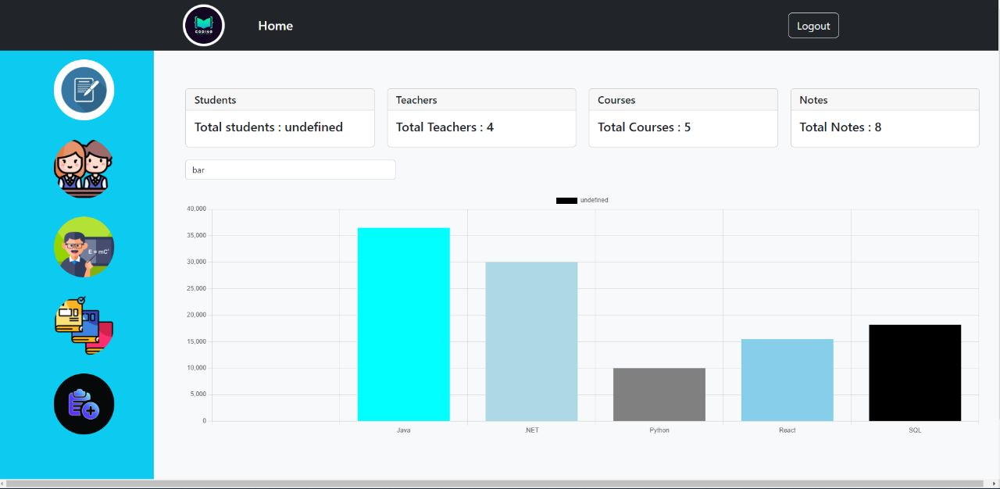 CODING
Home
Logout
Students
Teachers
Courses
Notes
Total students : undefined
Total Teachers : 4
Total Courses : 5
Total Notes : 8
bar
undefined
40,000
35,000
30,000
25,000
20,000
15,000
10,000
5,000
0
Java
.NET
Python
React
SQL
E = mC²